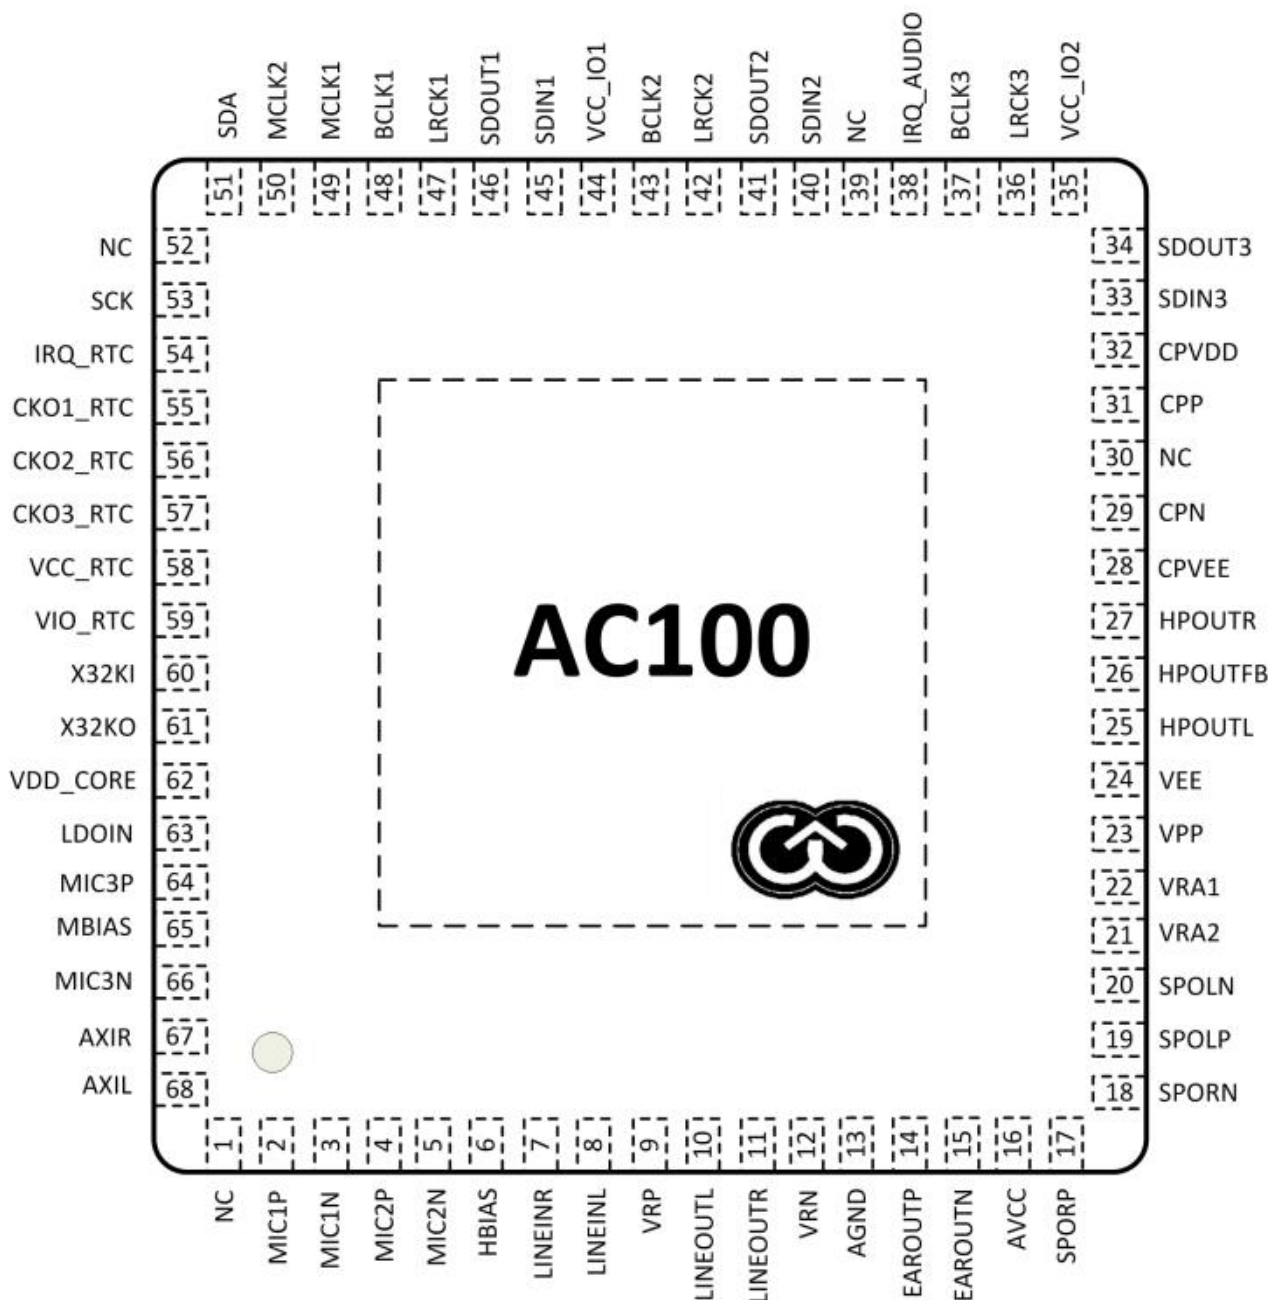 SDA MCLK2 MCLK1 BCLK1 LRCK1 SDOUT1 SDIN1 VCC_IO1 BCLK2 LRCK2 SDOUT2 SDIN2 NC IRQ_AUDIO BCLK3 LRCK3 VCC_IO2
51 50 49 48 47 46 45 44 43 42 41 40 39 38 37 36 35
NC 52 34 SDOUT3
SCK 53 33 SDIN3
IRQ_RTC 54 32 CPVDD
CKO1_RTC 55 31 CPP
CKO2_RTC 56 30 NC
CKO3_RTC 57 29 CPN
VCC_RTC 58 28 CPVEE
VIO_RTC 59 27 HPOUTR
AC100
X32KI 60 26 HPOUTFB
X32KO 61 25 HPOUTL
VDD_CORE 62 24 VEE
LDOIN 63 23 VPP
MIC3P 64 22 VRA1
MBIAS 65 21 VRA2
MIC3N 66 20 SPOLN
AXIR 67 19 SPOLP
AXIL 68 18 SPORN
1 2 3 4 5 6 7 8 9 10 11 12 13 14 15 16 17
NC MIC1P MIC1N MIC2P MIC2N HBIAS LINEINR LINEINL VRP LINEOUTL LINEOUTR VRN AGND EAROUTP EAROUTN AVCC SPORP